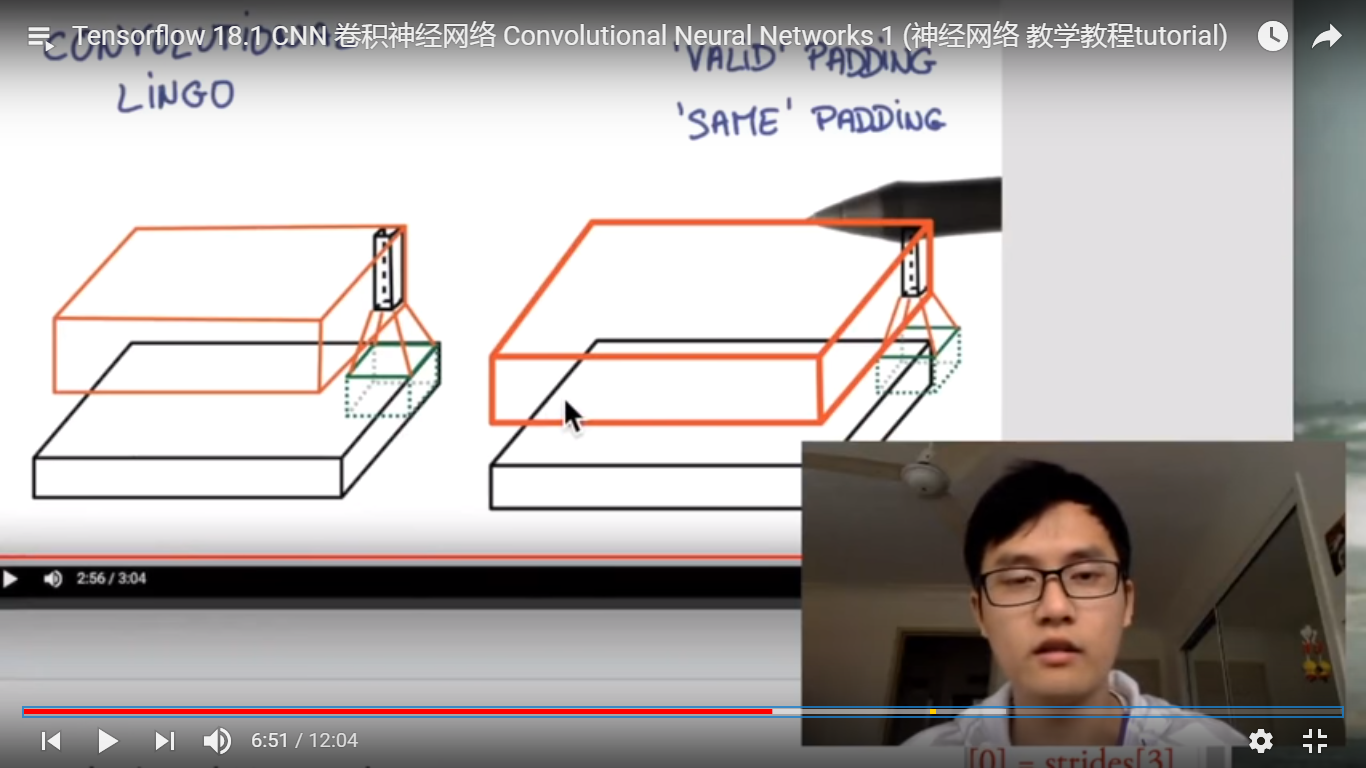 Tensorflow 18.1 CNN 卷积神经网络 Convolutional Neural Networks 1 (神经网络 教学教程tutorial)
CONVOLUTIONAL
LINGO
'VALID' PADDING
'SAME' PADDING
2:56 / 3:04
6:51 / 12:04
[0] = strides[3]